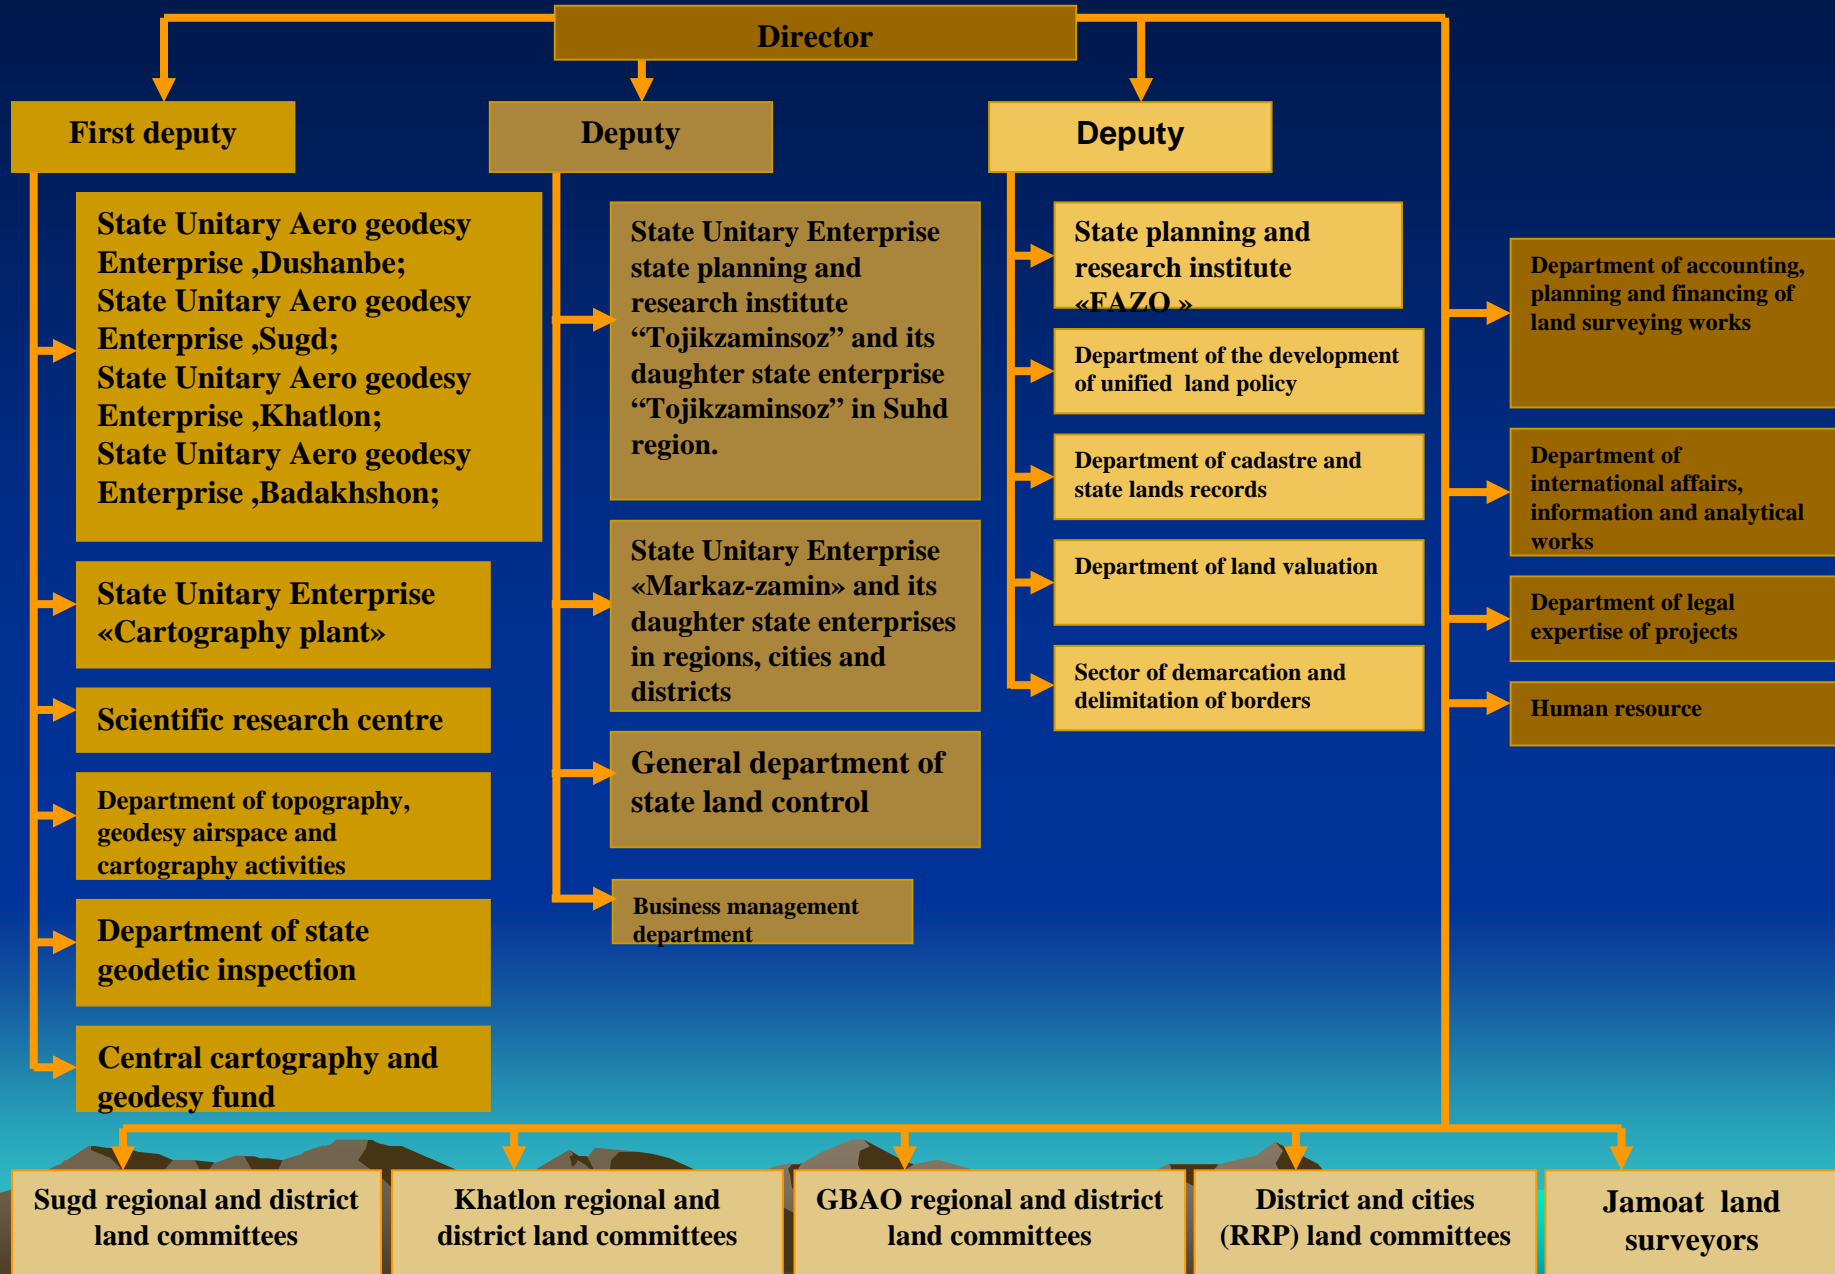 Director
First deputy
State Unitary Aero geodesy
Enterprise ,Dushanbe;
State Unitary Aero geodesy
Enterprise ,Sugd;
State Unitary Aero geodesy
Enterprise ,Khatlon;
State Unitary Aero geodesy
Enterprise ,Badakhshon;
State Unitary Enterprise
«Cartography plant»
Scientific research centre
Department of topography,
geodesy airspace and
cartography activities
Department of state
geodetic inspection
Central cartography and
geodesy fund
Deputy
State Unitary Enterprise
state planning and
research institute
“Tojikzaminsoz” and its
daughter state enterprise
“Tojikzaminsoz” in Suhd
region.
State Unitary Enterprise
«Markaz-zamin» and its
daughter state enterprises
in regions, cities and
districts
General department of
state land control
Business management
department
Deputy
State planning and
research institute
«FAZO »
Department of the development
of unified  land policy
Department of cadastre and
state lands records
Department of land valuation
Sector of demarcation and
delimitation of borders
Department of accounting,
planning and financing of
land surveying works
Department of
international affairs,
information and analytical
works
Department of legal
expertise of projects
Human resource
Sugd regional and district
land committees
Khatlon regional and
district land committees
GBAO regional and district
land committees
District and cities
(RRP) land committees
Jamoat  land
surveyors